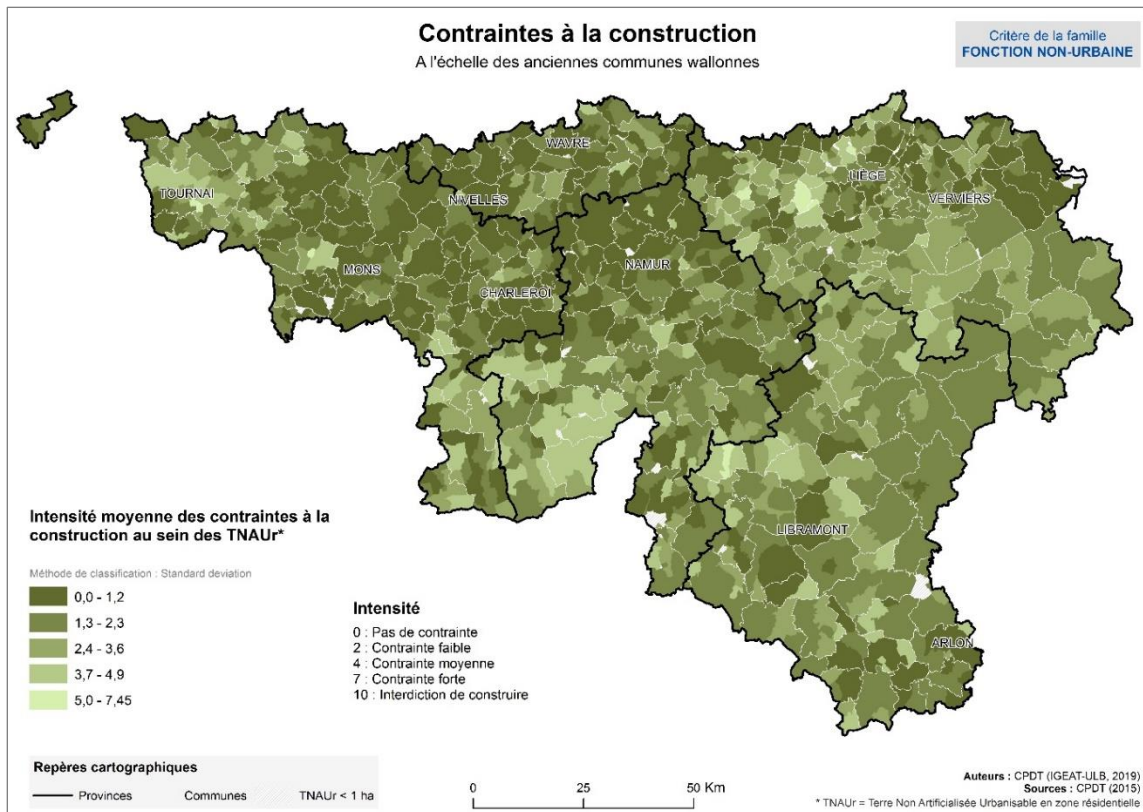 Contraintes à la construction
A l'échelle des anciennes communes wallonnes
Critère de la famille
FONCTION NON-URBAINE
WAVRE
TOURNAI
NIVELLES
LIÈGE
VERVIERS
MONS
CHARLEROI
NAMUR
LIBRAMONT
ARLON
Intensité moyenne des contraintes à la
construction au sein des TNAUr*
Méthode de classification : Standard deviation
0,0 - 1,2
1,3 - 2,3
2,4 - 3,6
3,7 - 4,9
5,0 - 7,45
Intensité
0 : Pas de contrainte
2 : Contrainte faible
4 : Contrainte moyenne
7 : Contrainte forte
10 : Interdiction de construire
Repères cartographiques
Provinces Communes TNAUr < 1 ha
0 25 50 Km
Auteurs : CPDT (IGEAT-ULB, 2019)
Sources : CPDT (2015)
* TNAUr = Terre Non Artificialisée Urbanisable en zone résidentielle